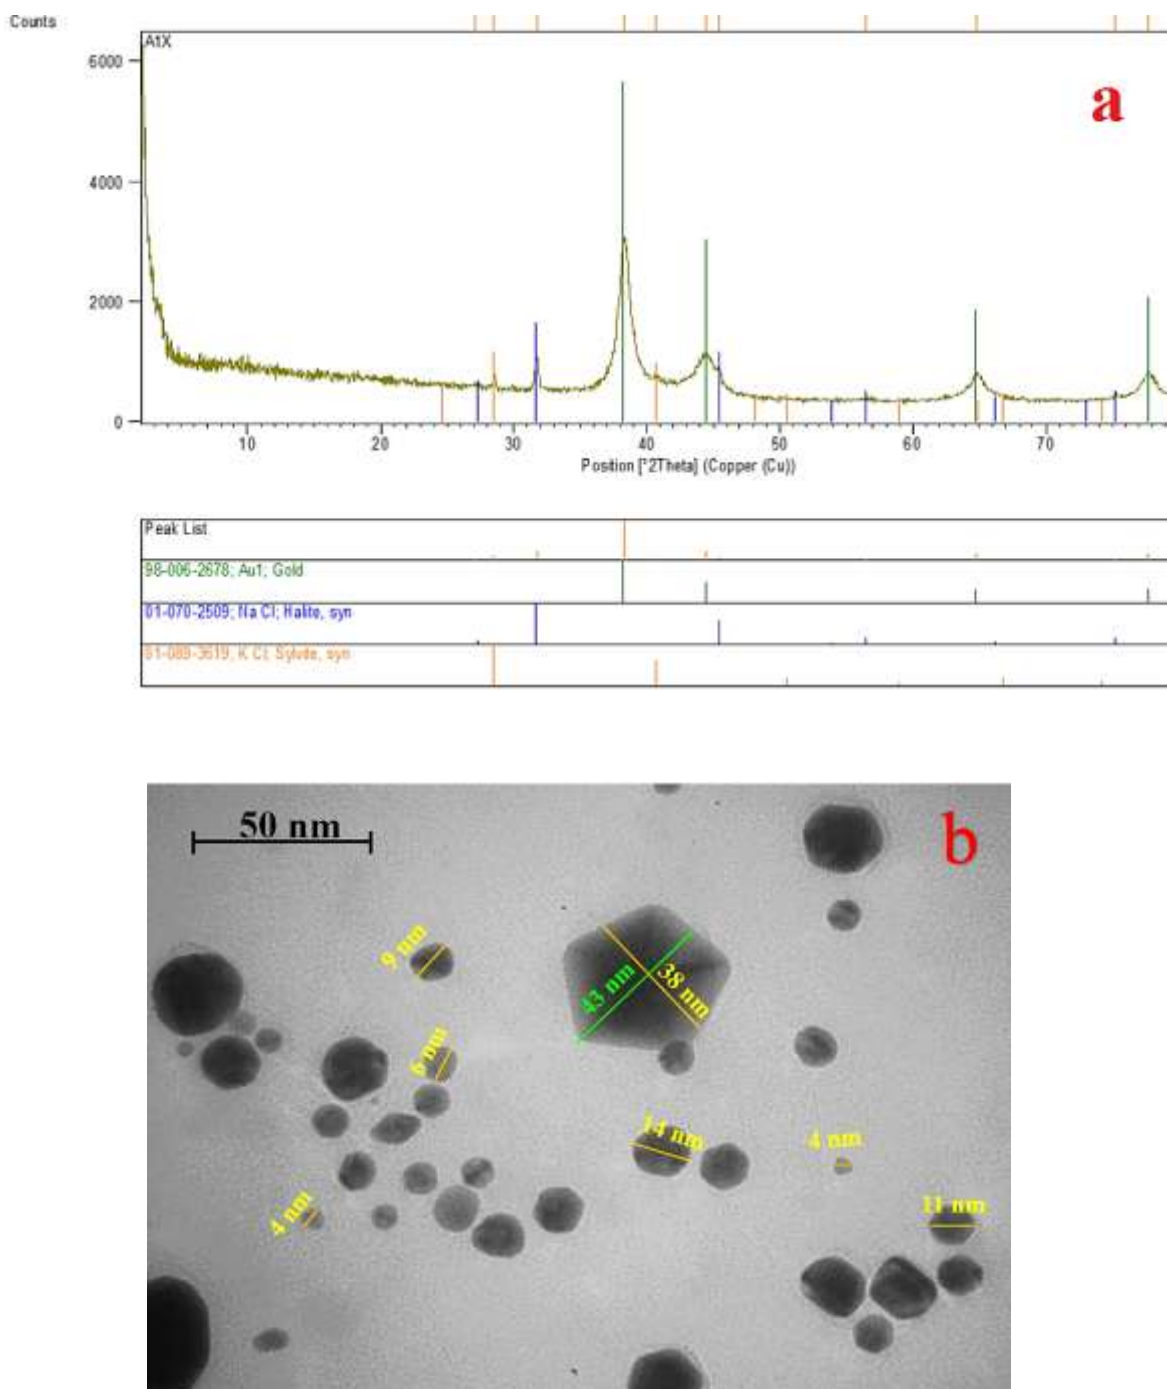 Counts
A1X
a
6000
4000
2000
0
10 20 30 40 50 60 70
Position [°2Theta] (Copper (Cu))
Peak List
98-006-2678; Au1; Gold
01-070-2509; Na Cl; Halite, syn
01-089-3619; K Cl; Sylvite, syn
50 nm
b
9 nm
43 nm
38 nm
6 nm
14 nm
4 nm
4 nm
11 nm